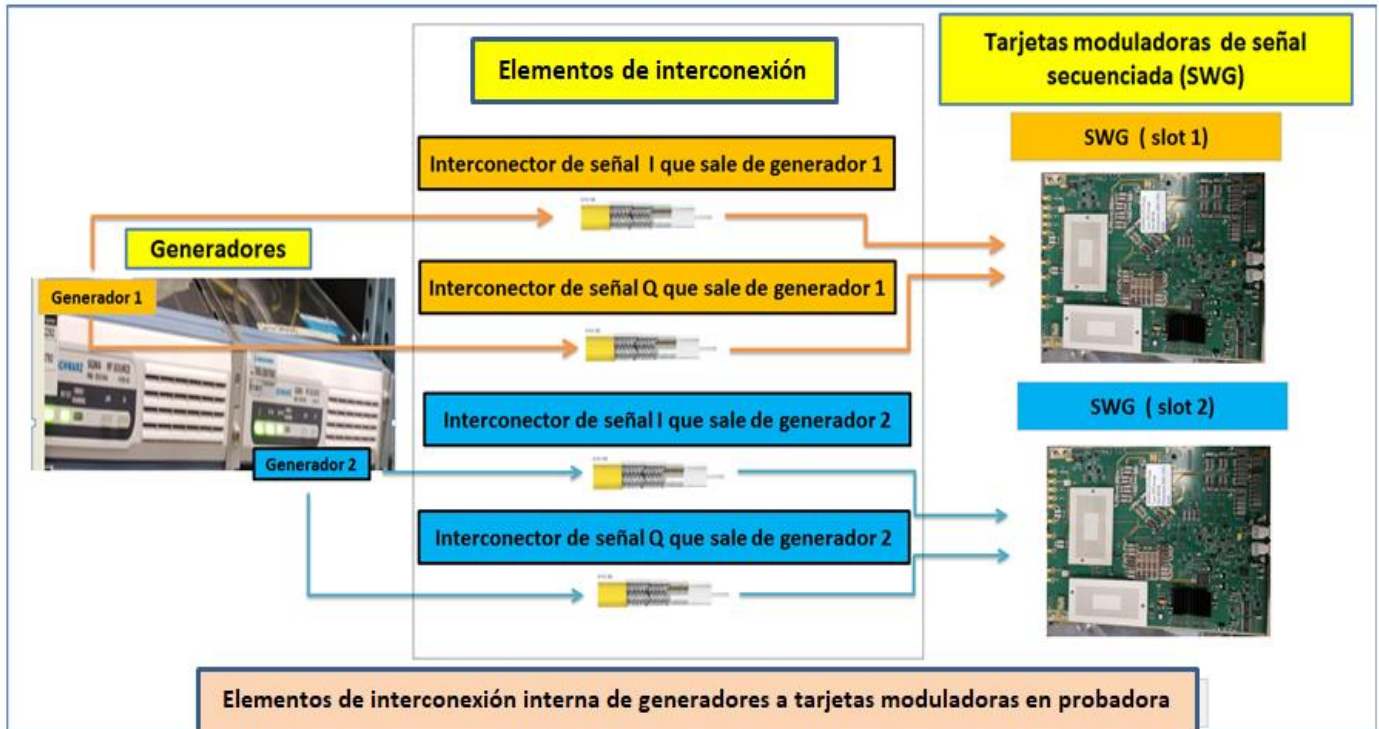 Elementos de interconexión
Tarjetas moduladoras de señal
secuenciada (SWG)
SWG ( slot 1)
Interconector de señal I que sale de generador 1
Generadores
Generador 1
Interconector de señal Q que sale de generador 1
SWG ( slot 2)
Interconector de señal I que sale de generador 2
Generador 2
Interconector de señal Q que sale de generador 2
Elementos de interconexión interna de generadores a tarjetas moduladoras en probadora